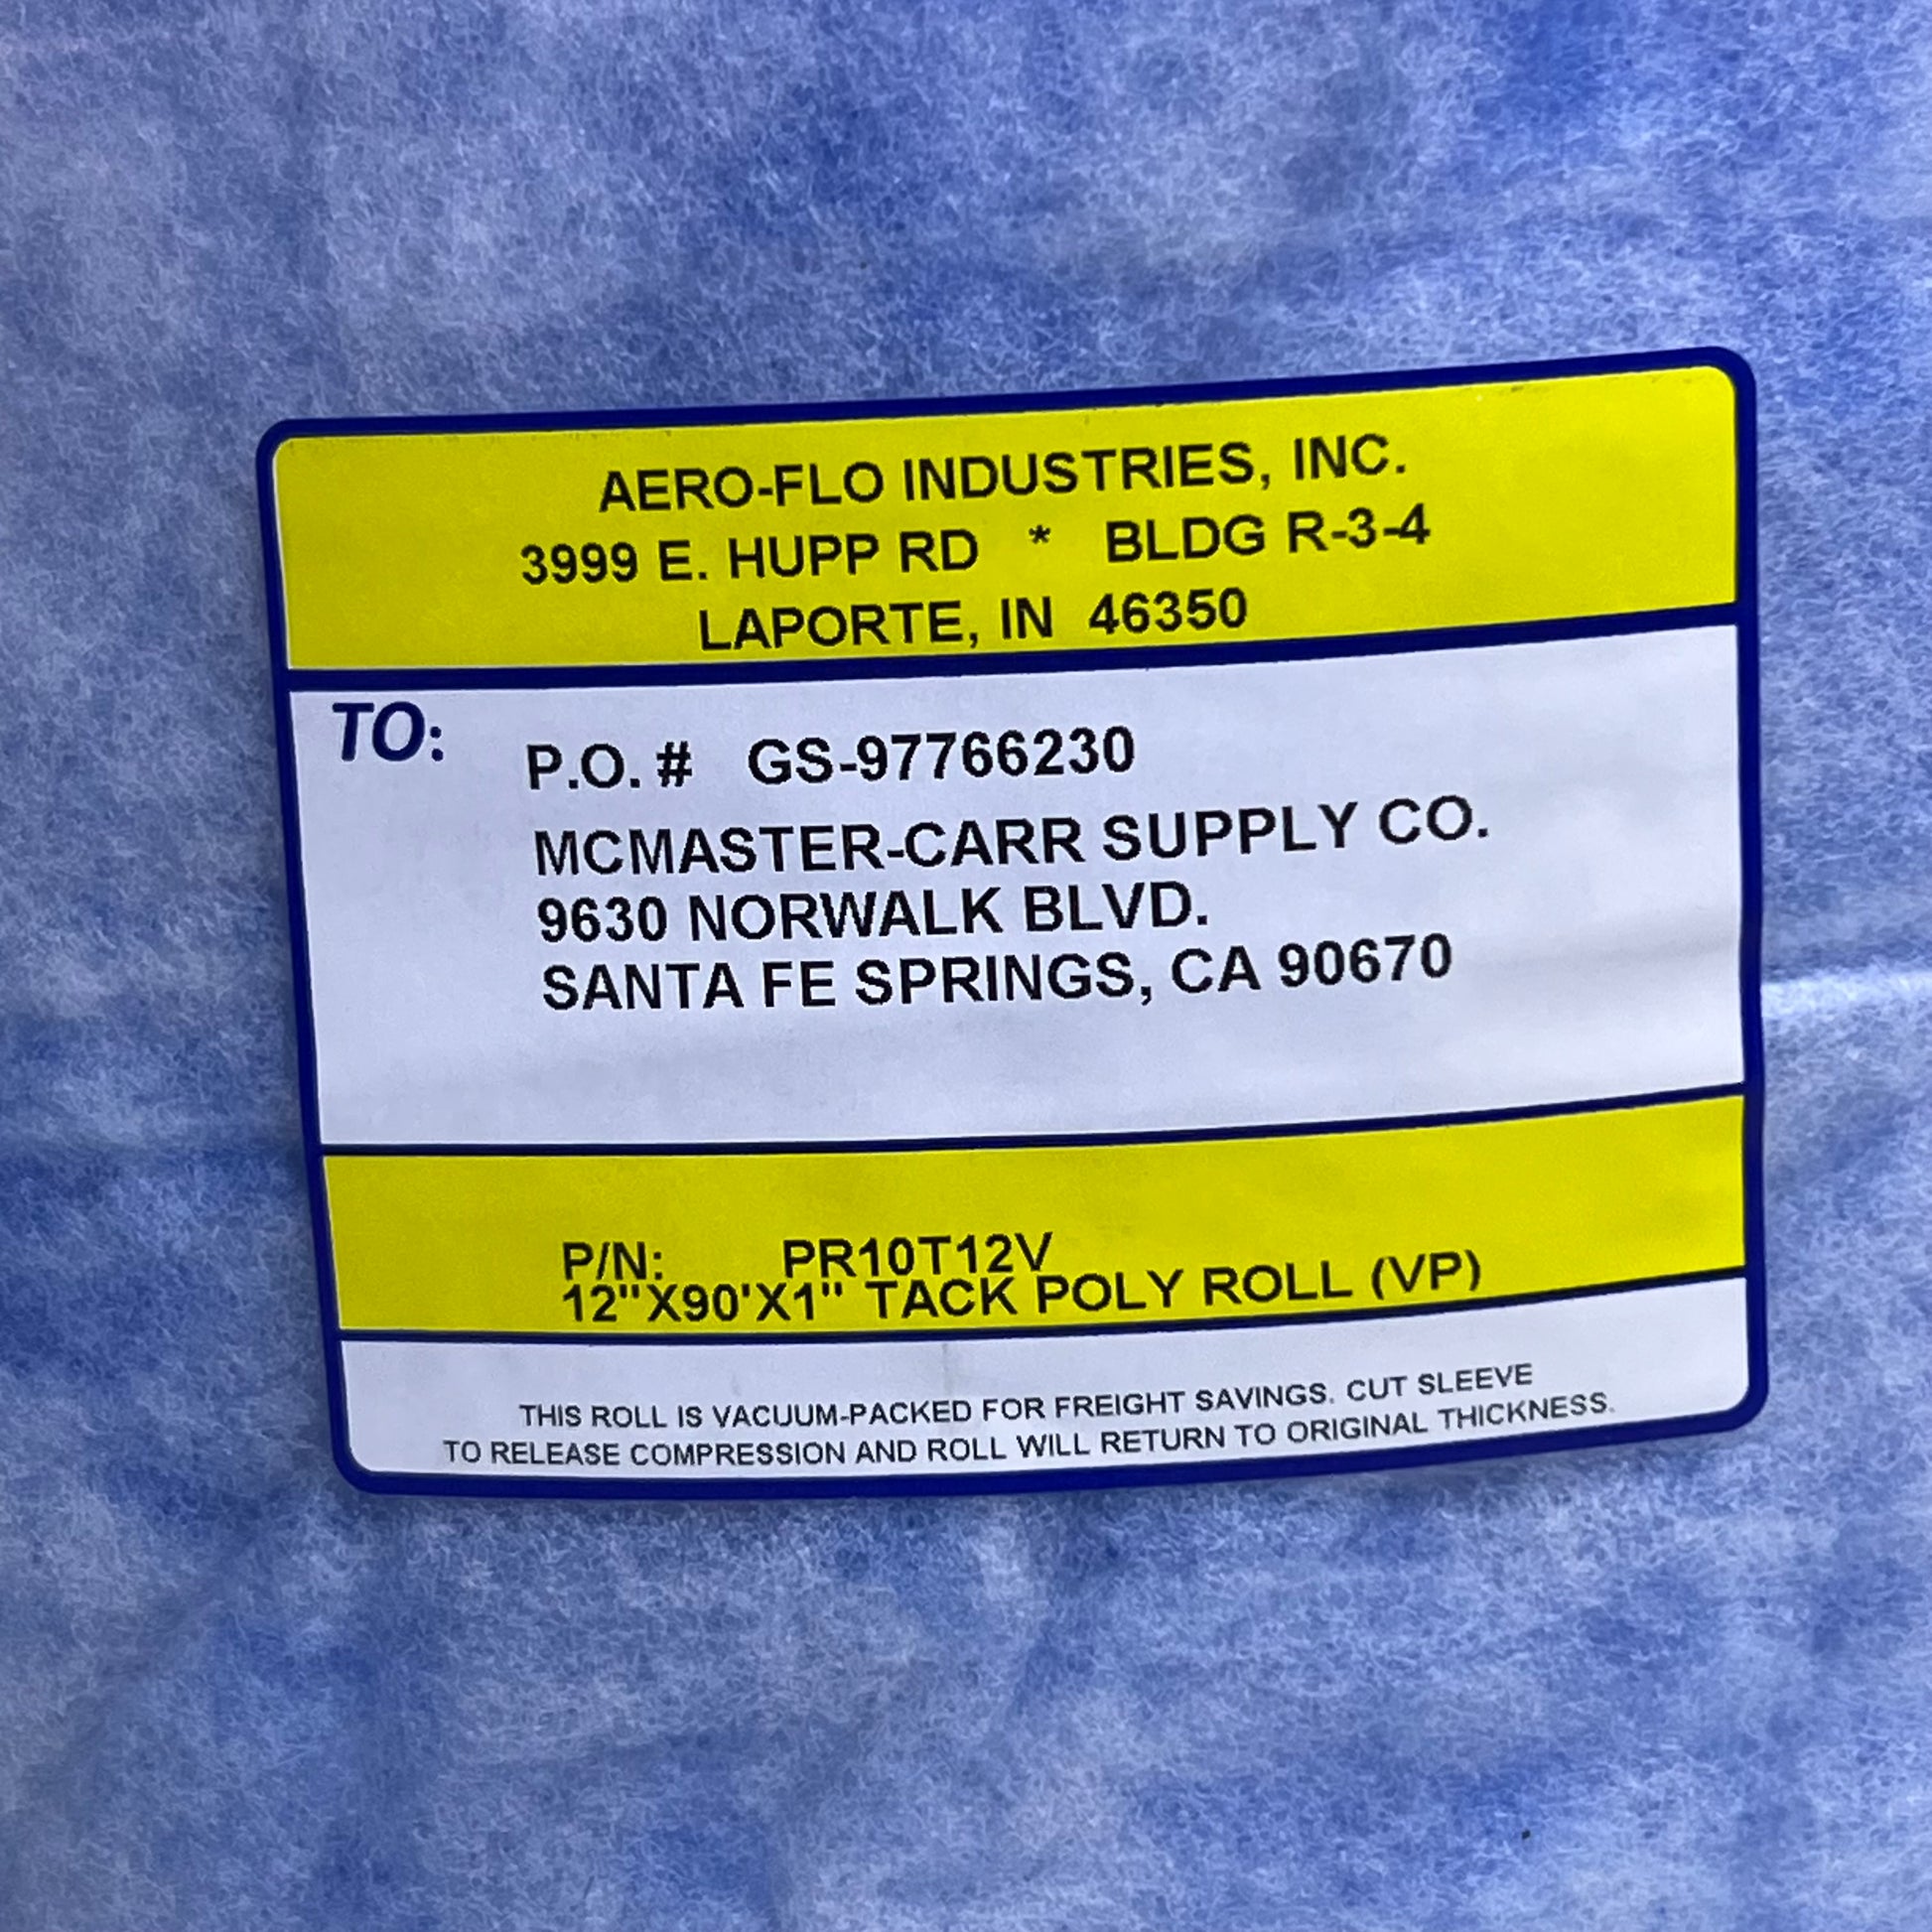 AERO-FLO INDUSTRIES, INC.
3999 E. HUPP RD * BLDG R-3-4
LAPORTE, IN 46350
TO:
P.O. # GS-97766230
MCMASTER-CARR SUPPLY CO.
9630 NORWALK BLVD.
SANTA FE SPRINGS, CA 90670
P/N: PR10T12V
12"X90'X1" TACK POLY ROLL (VP)
THIS ROLL IS VACUUM-PACKED FOR FREIGHT SAVINGS. CUT SLEEVE
TO RELEASE COMPRESSION AND ROLL WILL RETURN TO ORIGINAL THICKNESS.